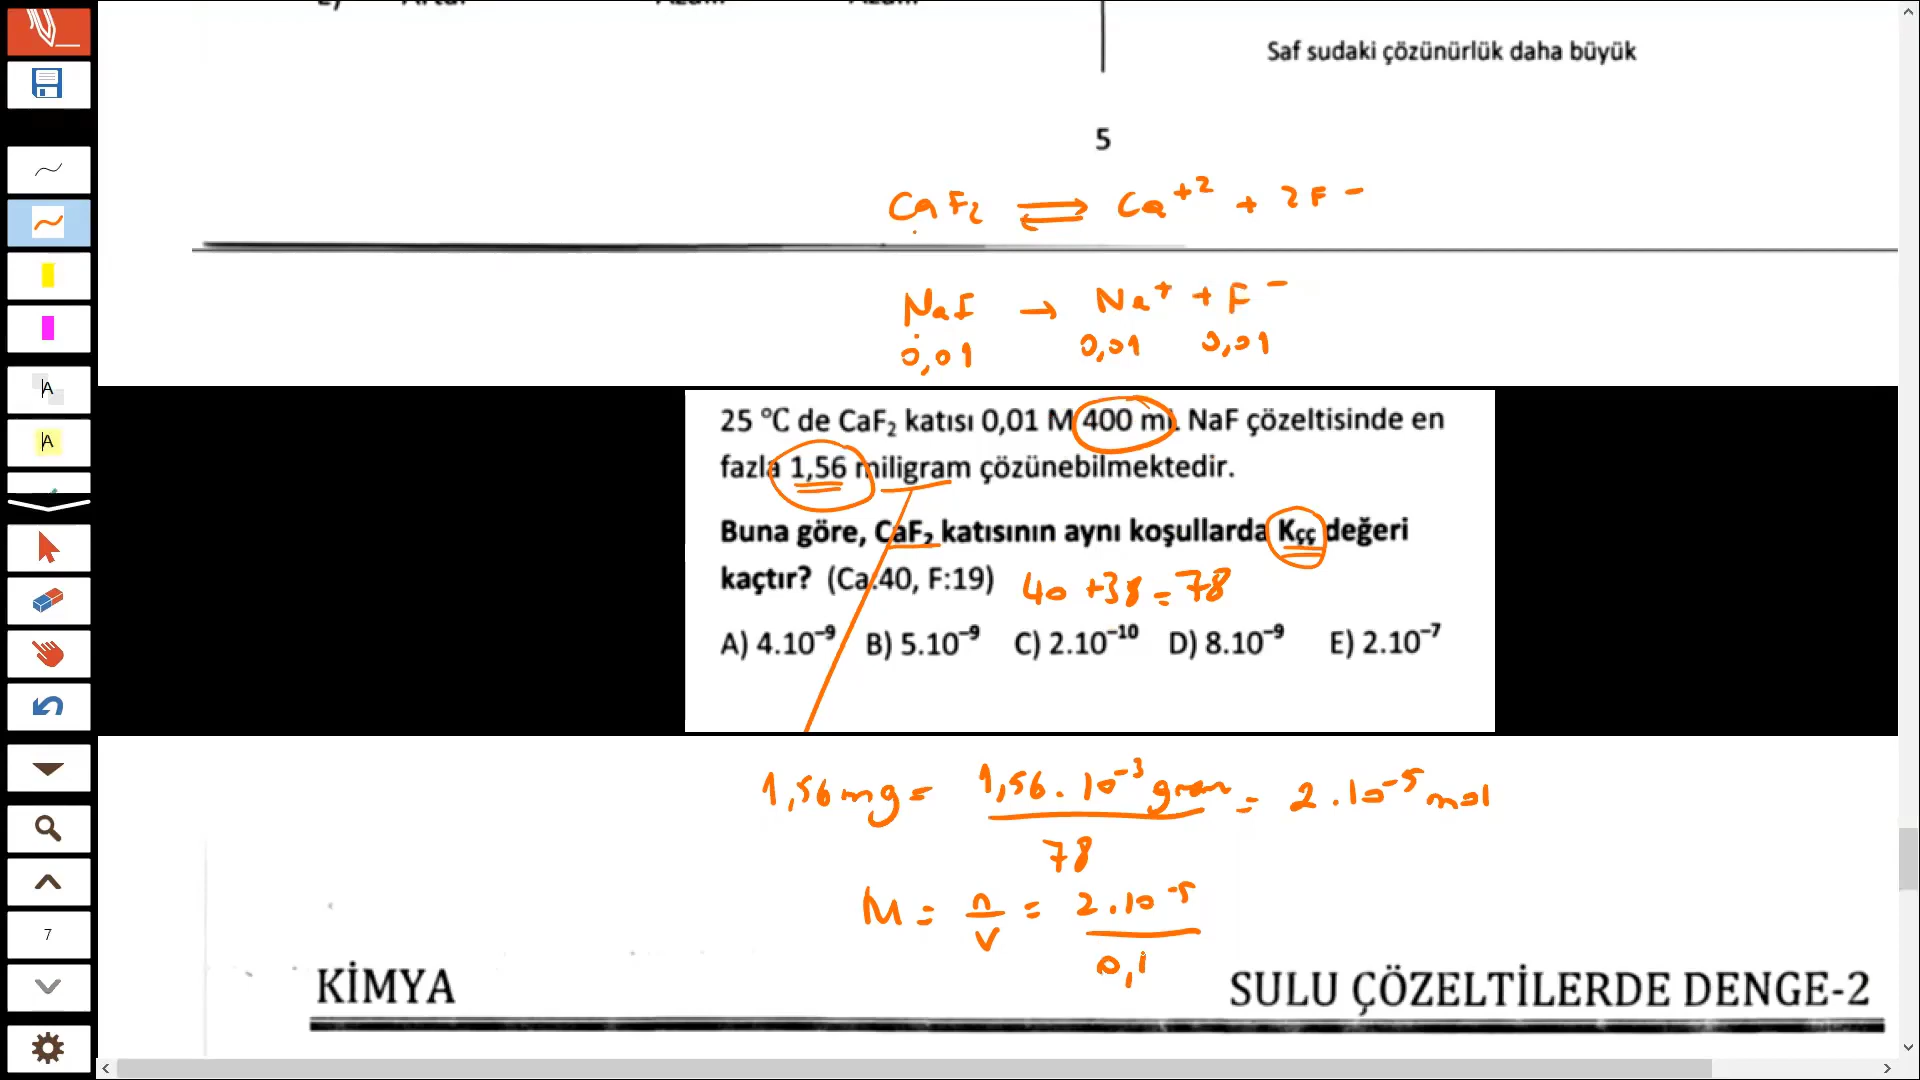 Saf sudaki çözünürlük daha büyük
5
CaF₂ ⇌ Ca⁺² + 2F⁻
NaF → Na⁺ + F⁻
0,01 0,01 0,01
25 °C de CaF₂ katısı 0,01 M 400 mL NaF çözeltisinde en
fazla 1,56 miligram çözünebilmektedir.
Buna göre, CaF₂ katısının aynı koşullarda Kçç değeri
kaçtır? (Ca:40, F:19) 40 + 38 = 78
A) 4.10⁻⁹ B) 5.10⁻⁹ C) 2.10⁻¹⁰ D) 8.10⁻⁹ E) 2.10⁻⁷
1,56 mg = 1,56 . 10⁻³ gram / 78 = 2 . 10⁻⁵ mol
M = n/V = 2 . 10⁻⁵ / 0,1
KİMYA SULU ÇÖZELTİLERDE DENGE-2
A
A
7